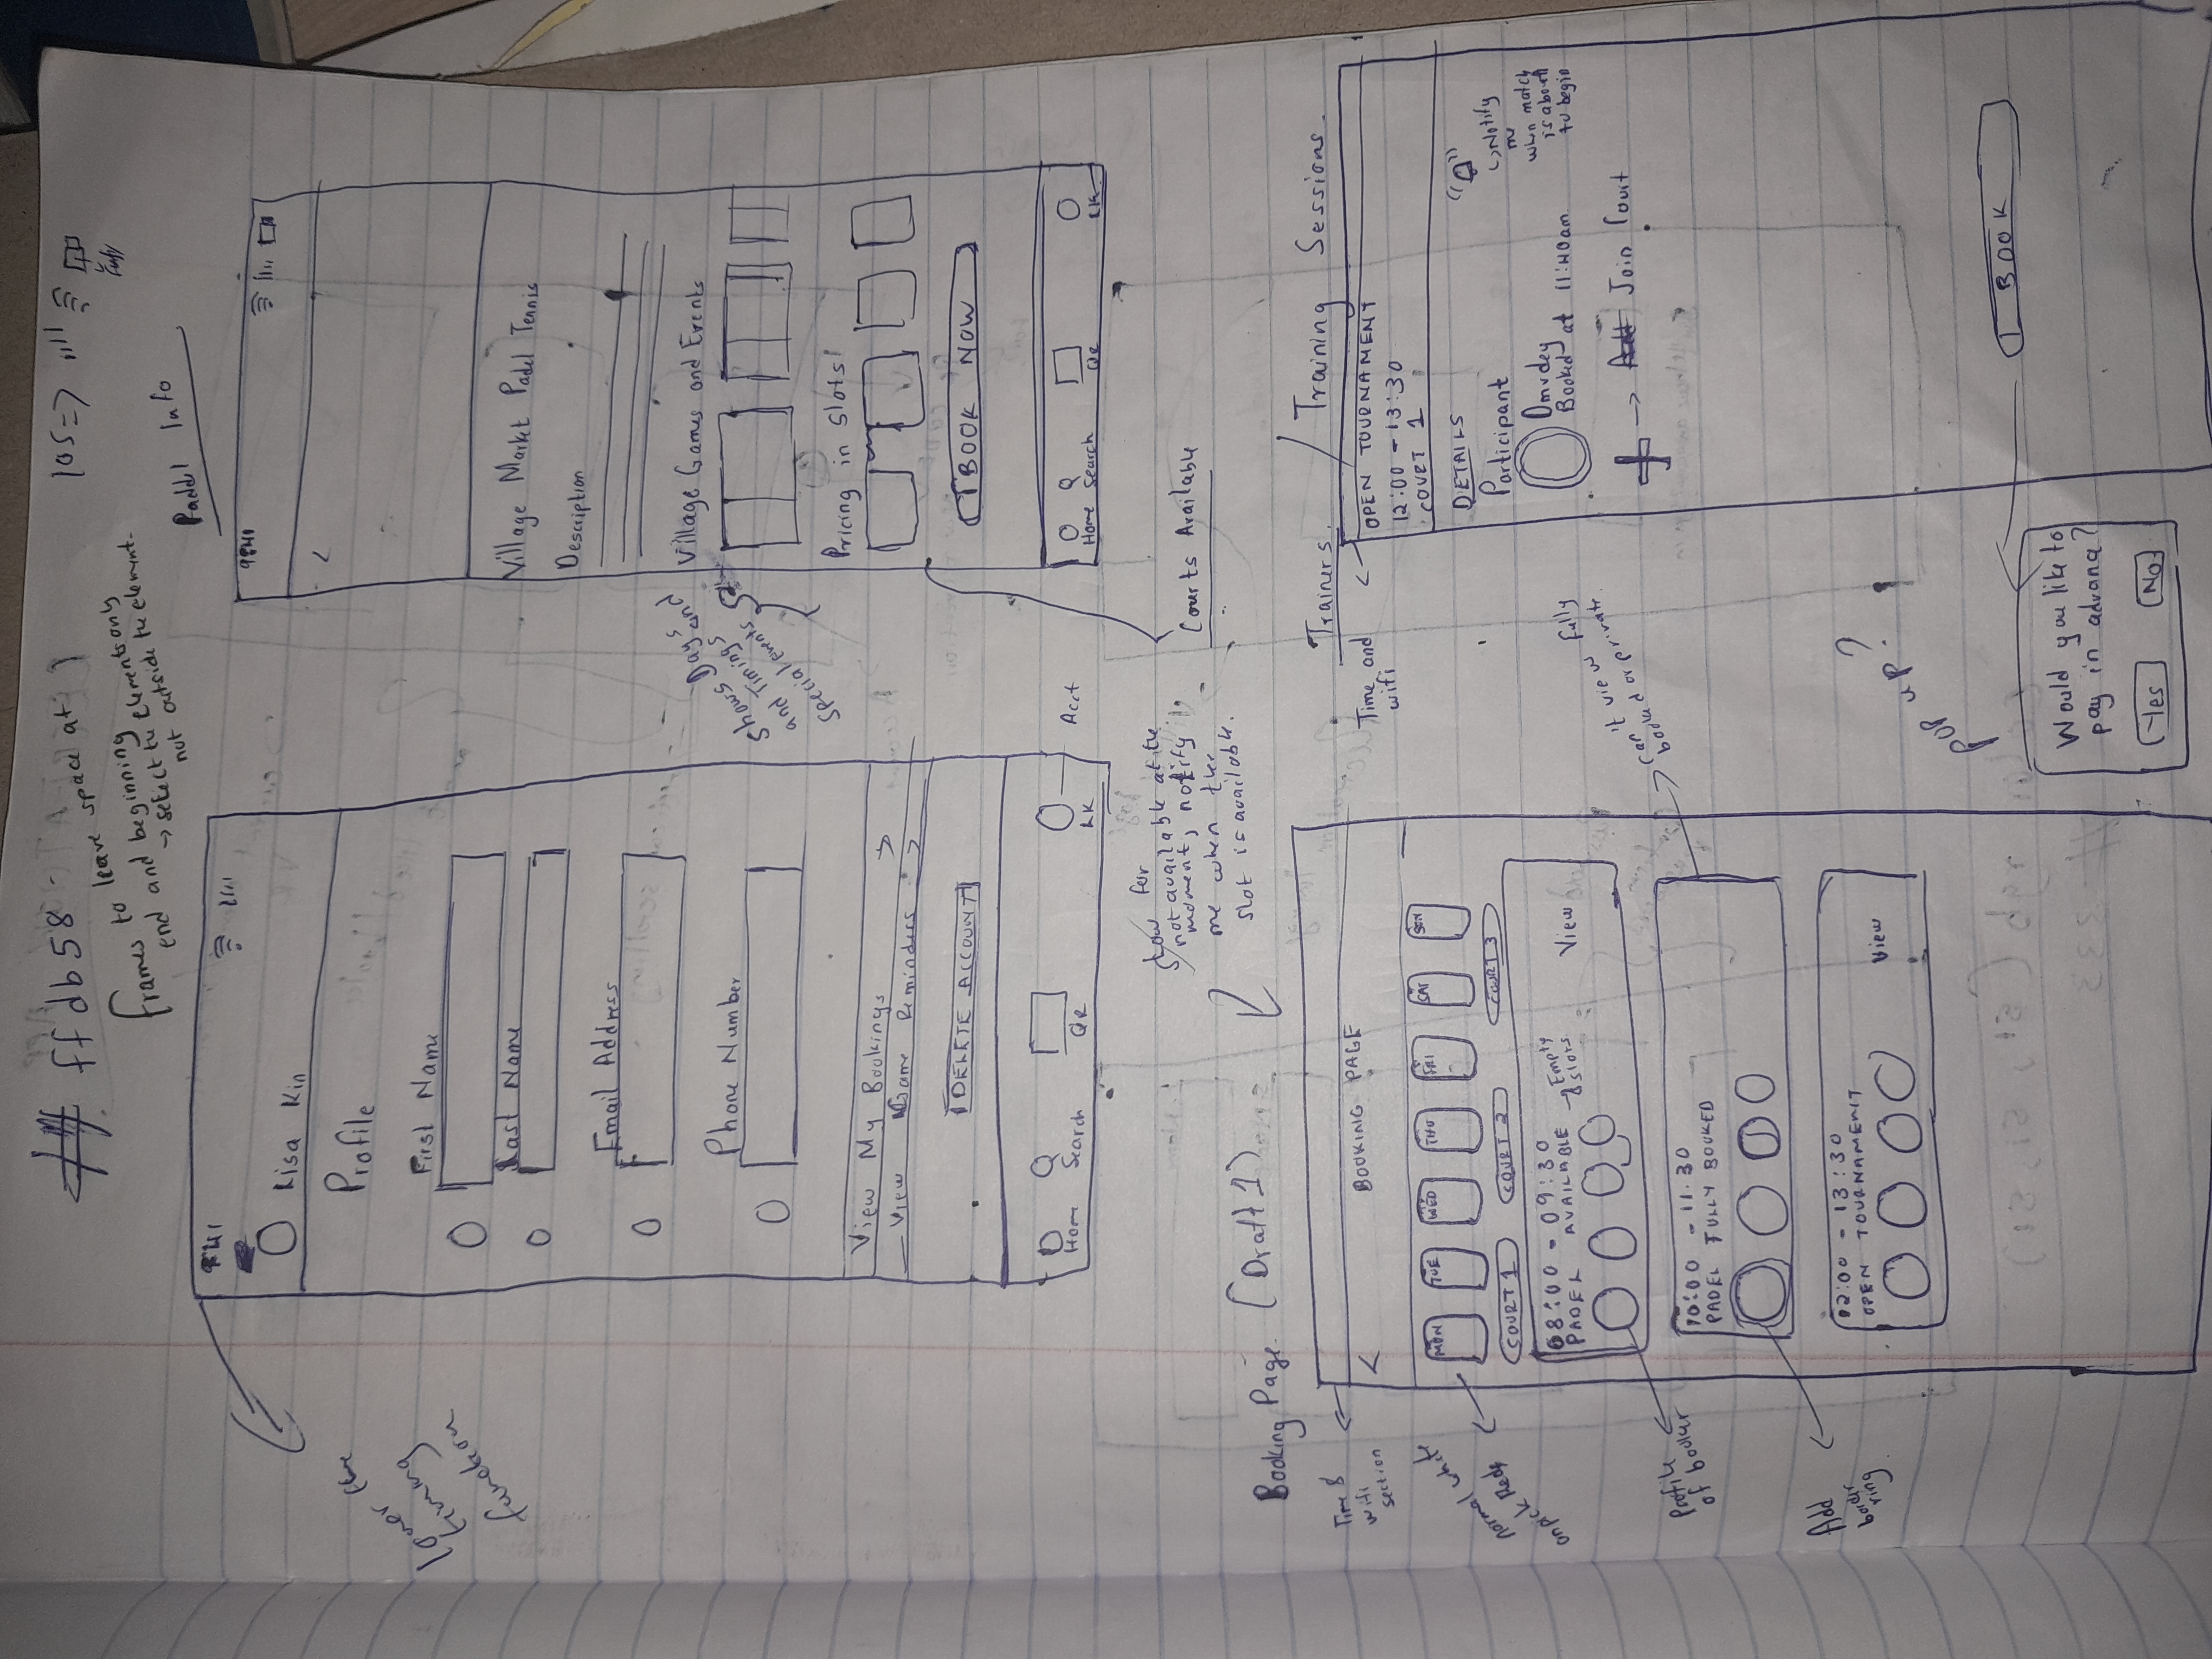 # ffdb58
frames to leave space at
end and beginning
→ select the elements only
not outside the element.
IOS =>
Full
Lower the
timing
function
9:41
Lisa Kin
Profile
First Name
Last Name
Email Address
Phone Number
View My Bookings >
View Game Reminders >
DELETE ACCOUNT
Home Search QR LK
Acct
Paddl Info
9:41
<
Village Market Padel Tennis
Description
Village Games and Events
Shows Days and
and Timings
Special Events
Pricing in Slots!
BOOK NOW
Home Search QR LK
Courts Available
Show for
not available at the
moment, notify
me when the
slot is available.
Booking Page. (Draft 1)
Time &
wifi
section
< BOOKING PAGE
normal white
onpick Reds
MON TUE WED THU FRI SAT SUN
COURT 1 COURT 2 COURT 3
08:00 - 09:30
PADEL AVAILABLE
→ Empty
slots
View
Profile
of booker
10:00 - 11.30
PADEL FULLY BOOKED
Can't view fully
booked or private.
Add
border
ring
02:00 - 13:30
OPEN TOURNAMENT
View
Trainers. / Training Sessions.
Time and
wifi
OPEN TOURNAMENT
12:00 - 13:30
COURT 1
DETAILS
Participant
Omvdey
Booked at 11:40am
Notify
me
when match
is about
to begin
+ → Join Court
BOOK
POP UP?
Would you like to
pay in advance?
Yes No